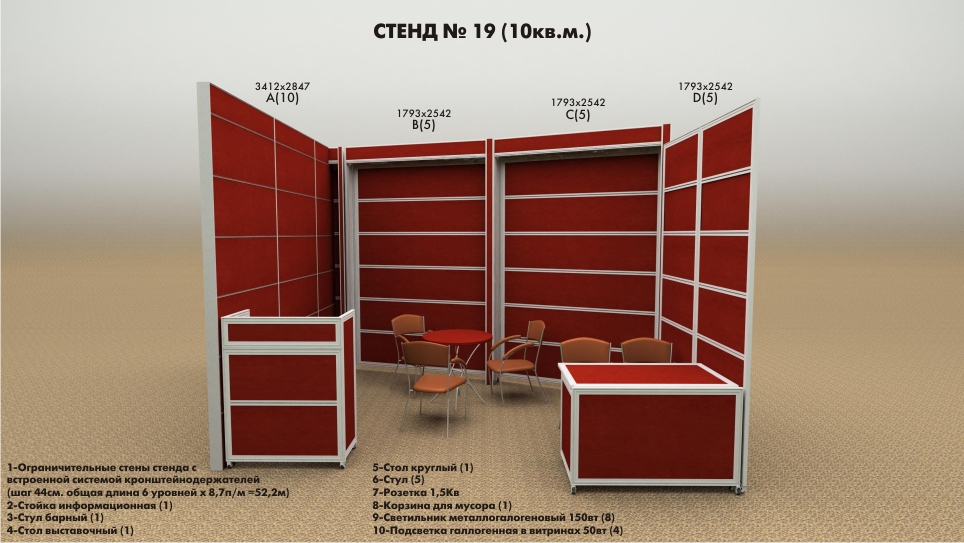 СТЕНД № 19 (10кв.м.)
3412x2847
A(10)
1793x2542
B(5)
1793x2542
C(5)
1793x2542
D(5)
1-Ограничительные стены стенда с
встроенной системой кронштейнодержателей
(шаг 44см. общая длина 6 уровней х 8,7п/м =52,2м)
2-Стойка информационная (1)
3-Стул барный (1)
4-Стол выставочный (1)
5-Стол круглый (1)
6-Стул (5)
7-Розетка 1,5Кв
8-Корзина для мусора (1)
9-Светильник металлогалогеновый 150вт (8)
10-Подсветка галлогенная в витринах 50вт (4)